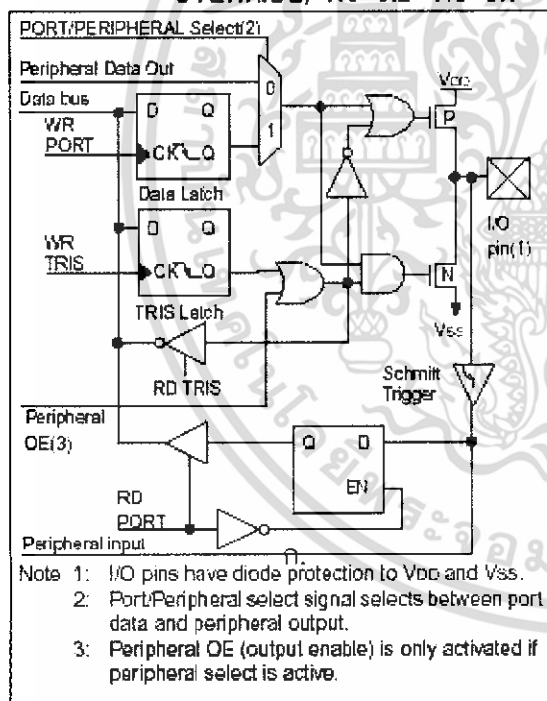 PORT/PERIPHERAL Select(2)
Peripheral Data Out
Data bus
WR
PORT
D Q
CK Q
Data Latch
0
1
VDD
P
I/O
pin(1)
WR
TRIS
D Q
CK Q
TRIS Latch
N
Vss
RD TRIS
Schmitt
Trigger
Peripheral
OE(3)
Q D
EN
RD
PORT
Peripheral input
Note 1: I/O pins have diode protection to VDD and Vss.
2: Port/Peripheral select signal selects between port
data and peripheral output.
3: Peripheral OE (output enable) is only activated if
peripheral select is active.